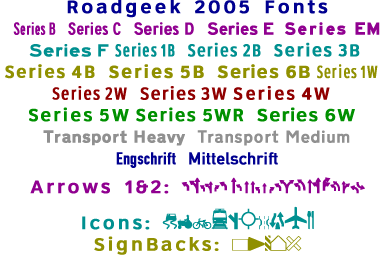 Roadgeek 2005 Fonts
Series B Series C Series D Series E Series EM
Series F Series 1B Series 2B Series 3B
Series 4B Series 5B Series 6B Series 1W
Series 2W Series 3W Series 4W
Series 5W Series 5WR Series 6W
Transport Heavy Transport Medium
Engschrift Mittelschrift
Arrows 1&2:
Icons:
SignBacks: